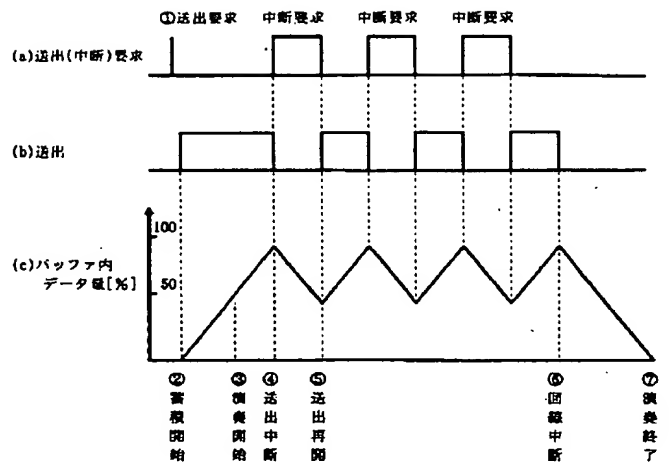 ①送出要求 中断要求 中断要求 中断要求
(a)送出(中断)要求
(b)送出
(c)バッファ内
データ量[%]
100
50
② ③ ④ ⑤ ⑥ ⑦
蓄積開始
演奏開始
送出中断
送出再開
回線中断
演奏終了